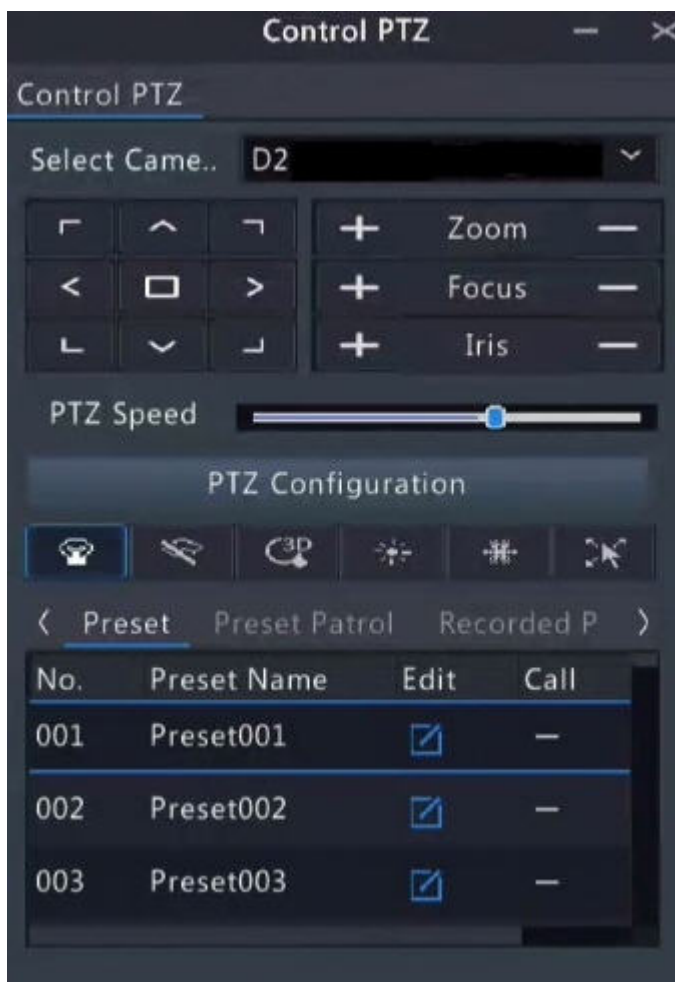 Control PTZ
Control PTZ
Select Came.. D2
Zoom
Focus
Iris
PTZ Speed
PTZ Configuration
3D
Preset Preset Patrol Recorded P
No. Preset Name Edit Call
001 Preset001
002 Preset002
003 Preset003